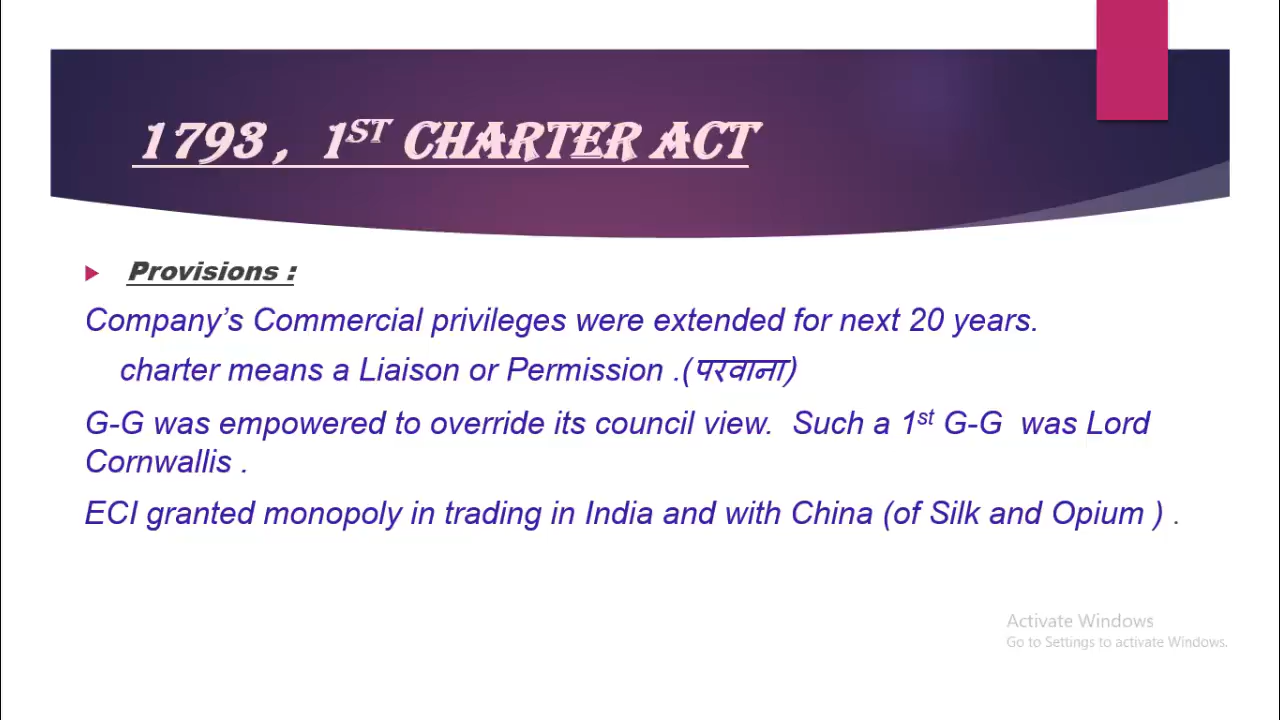 1793 , 1ST CHARTER ACT
Provisions :
Company’s Commercial privileges were extended for next 20 years.
charter means a Liaison or Permission .(परवाना)
G-G was empowered to override its council view. Such a 1st G-G was Lord
Cornwallis .
ECI granted monopoly in trading in India and with China (of Silk and Opium ) .
Activate Windows
Go to Settings to activate Windows.